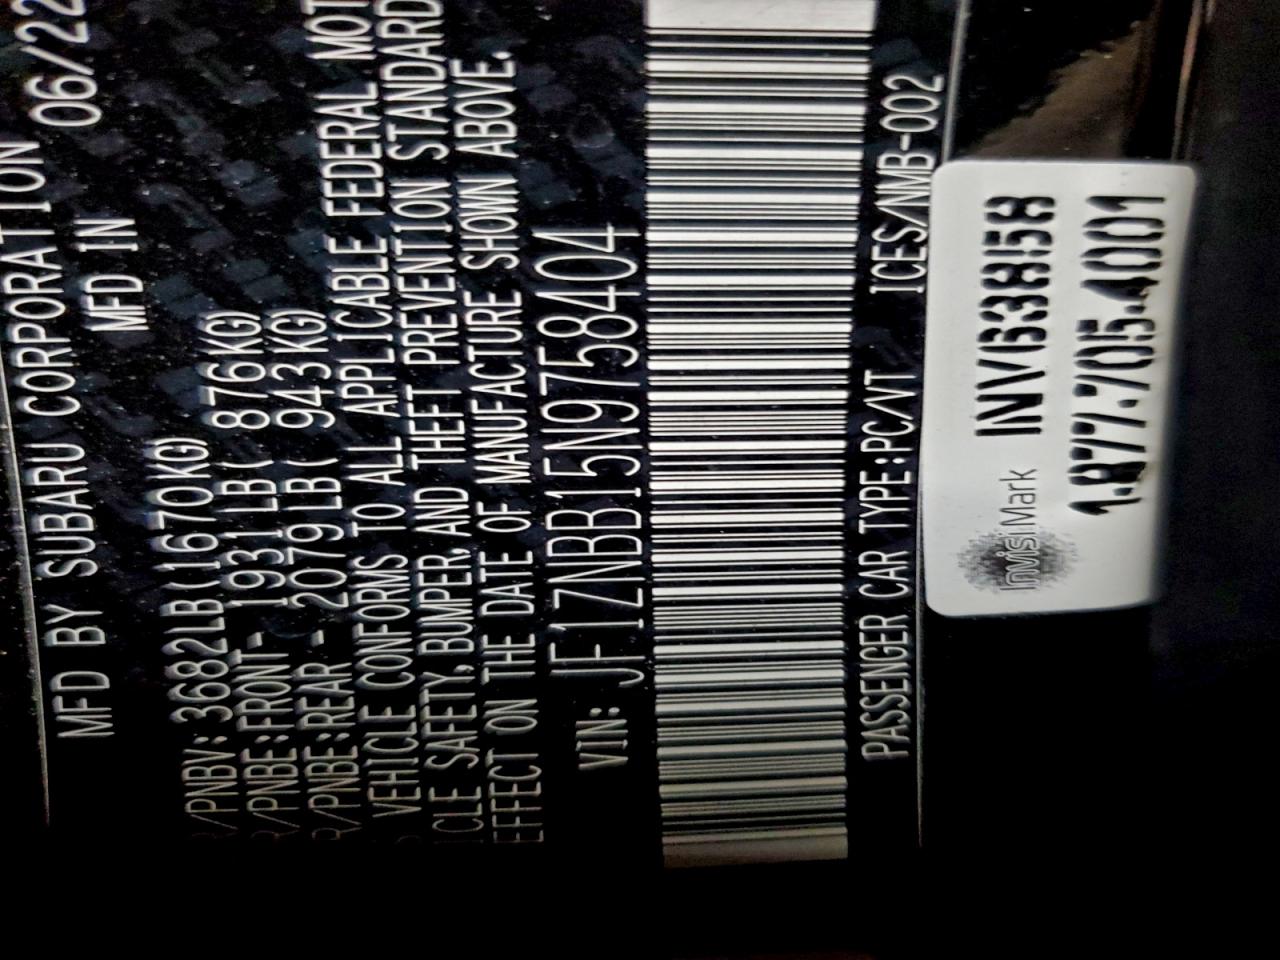 MFD BY SUBARU CORPORATION 06/22
MFD IN
/PNBV: 3682LB(1670KG)
/PNBE:FRONT- 1931LB( 876KG)
R/PNBE:REAR - 2079LB( 943KG)
VEHICLE CONFORMS TO ALL APPLICABLE FEDERAL MOT
ICLE SAFETY, BUMPER, AND THEFT PREVENTION STANDARD
EFFECT ON THE DATE OF MANUFACTURE SHOWN ABOVE.
VIN: JF1ZNBB15N9758404
PASSENGER CAR TYPE:PC/VT ICES/NMB-002
InvisiMark INV633858
1.877.705.4001